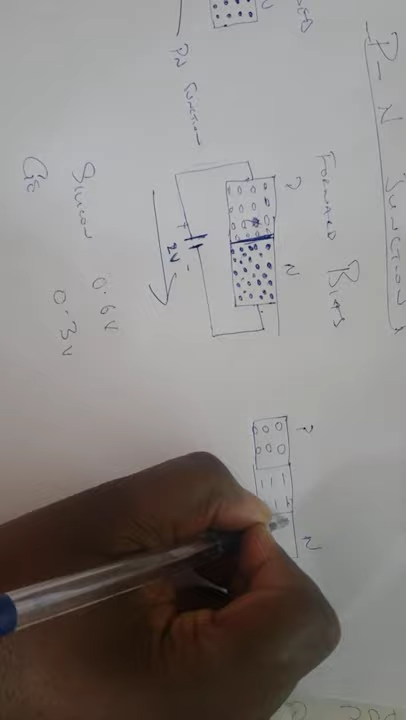 P-N JUNCTION
PN JUNCTION
FORWARD BIAS
P N
+ -
2V
SILICON 0.6V
Ge 0.3V
P N